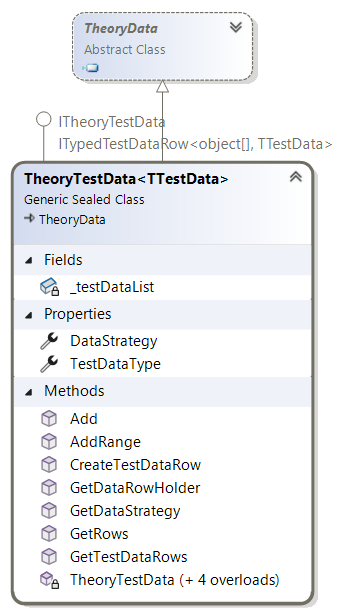 TheoryData
Abstract Class
ITheoryTestData
ITypedTestDataRow<object[], TTestData>
TheoryTestData<TTestData>
Generic Sealed Class
TheoryData
Fields
_testDataList
Properties
DataStrategy
TestDataType
Methods
Add
AddRange
CreateTestDataRow
GetDataRowHolder
GetDataStrategy
GetRows
GetTestDataRows
TheoryTestData (+ 4 overloads)